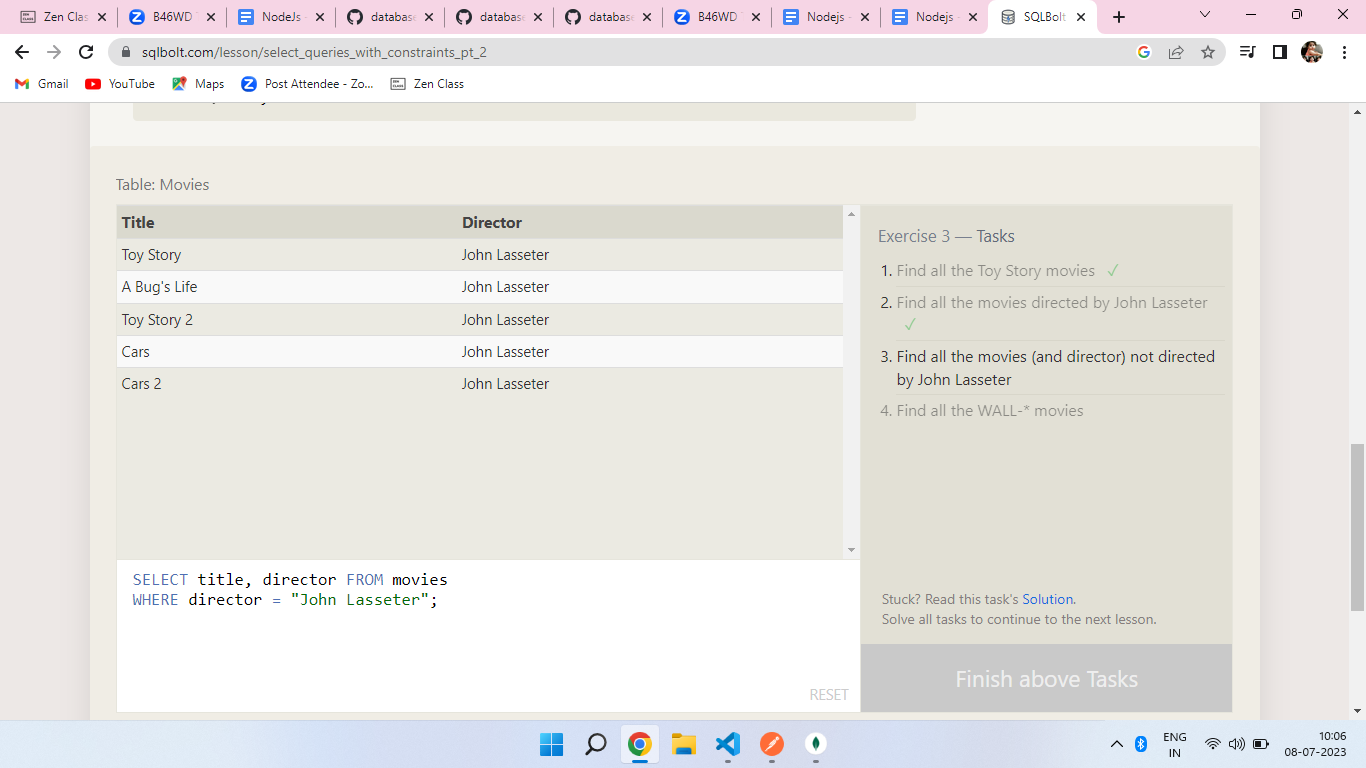 Zen Clas
B46WD
NodeJs -
database
database
database
B46WD
Nodejs -
Nodejs -
SQLBolt
sqlbolt.com/lesson/select_queries_with_constraints_pt_2
Gmail
YouTube
Maps
Post Attendee - Zo...
Zen Class
Table: Movies
Title Director
Toy Story John Lasseter
A Bug's Life John Lasseter
Toy Story 2 John Lasseter
Cars John Lasseter
Cars 2 John Lasseter
SELECT title, director FROM movies
WHERE director = "John Lasseter";
RESET
Exercise 3 — Tasks
1. Find all the Toy Story movies ✓
2. Find all the movies directed by John Lasseter
✓
3. Find all the movies (and director) not directed
by John Lasseter
4. Find all the WALL-* movies
Stuck? Read this task's Solution.
Solve all tasks to continue to the next lesson.
Finish above Tasks
ENG
IN
10:06
08-07-2023